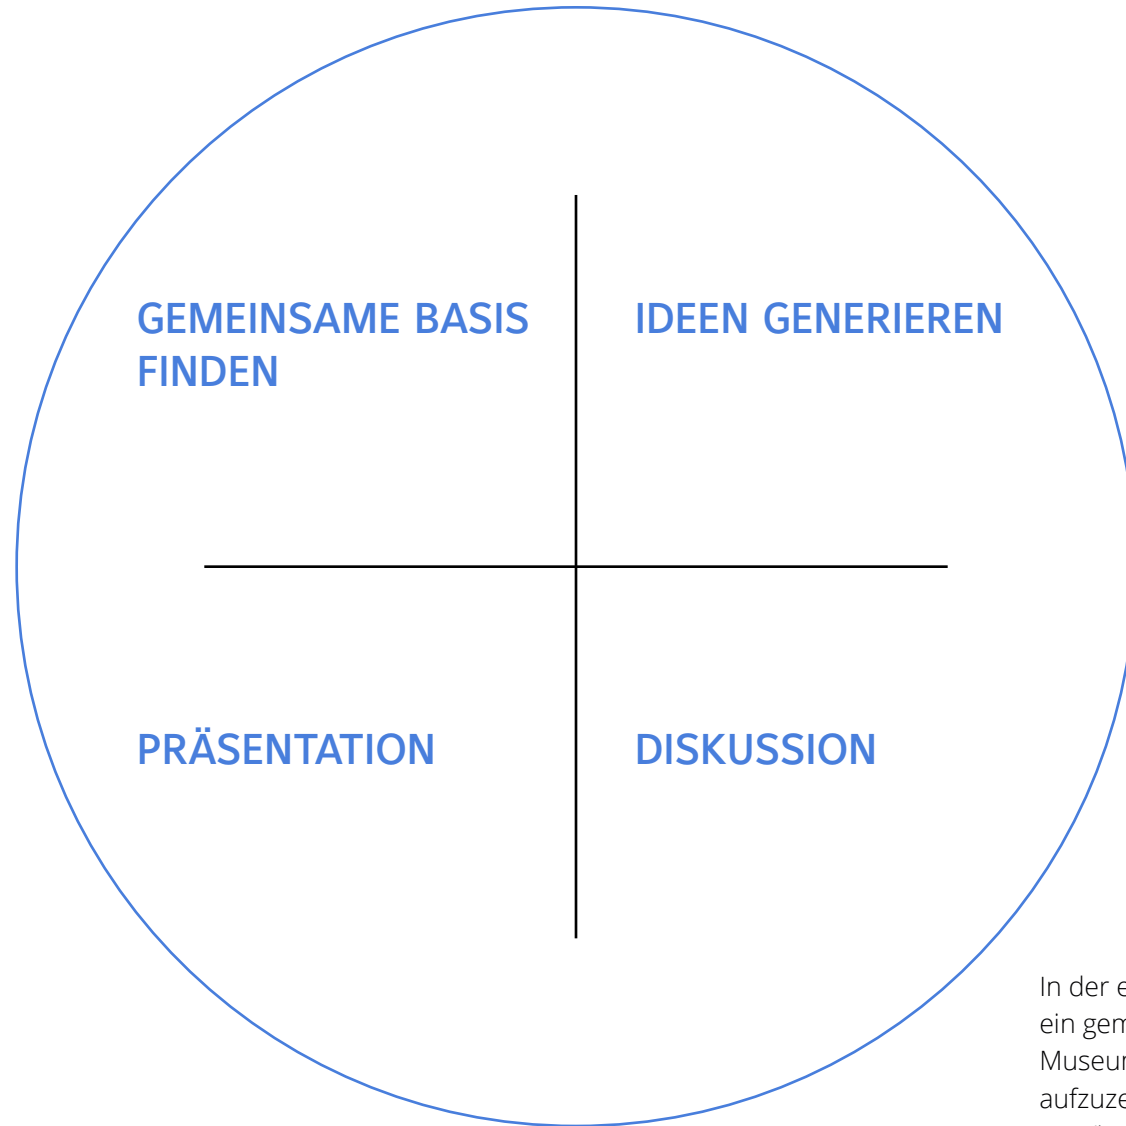 GEMEINSAME BASIS
FINDEN
IDEEN GENERIEREN
PRÄSENTATION
DISKUSSION
In der
ein